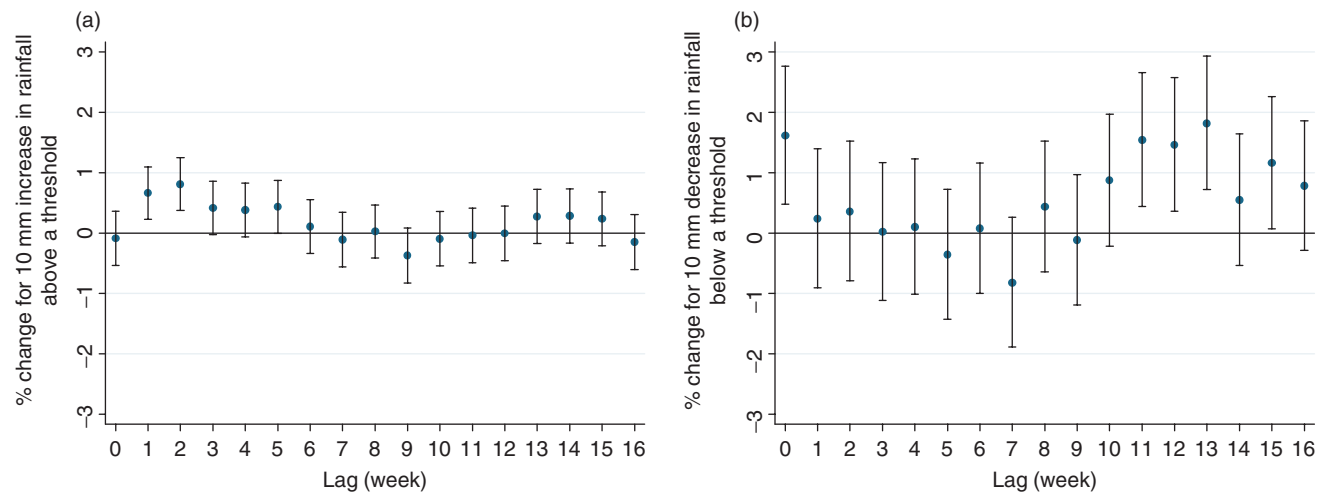 (a)
% change for 10 mm increase in rainfall
above a threshold
3
2
1
0
−1
−2
−3
0 1 2 3 4 5 6 7 8 9 10 11 12 13 14 15 16
Lag (week)
(b)
% change for 10 mm decrease in rainfall
below a threshold
3
2
1
0
−1
−2
−3
0 1 2 3 4 5 6 7 8 9 10 11 12 13 14 15 16
Lag (week)